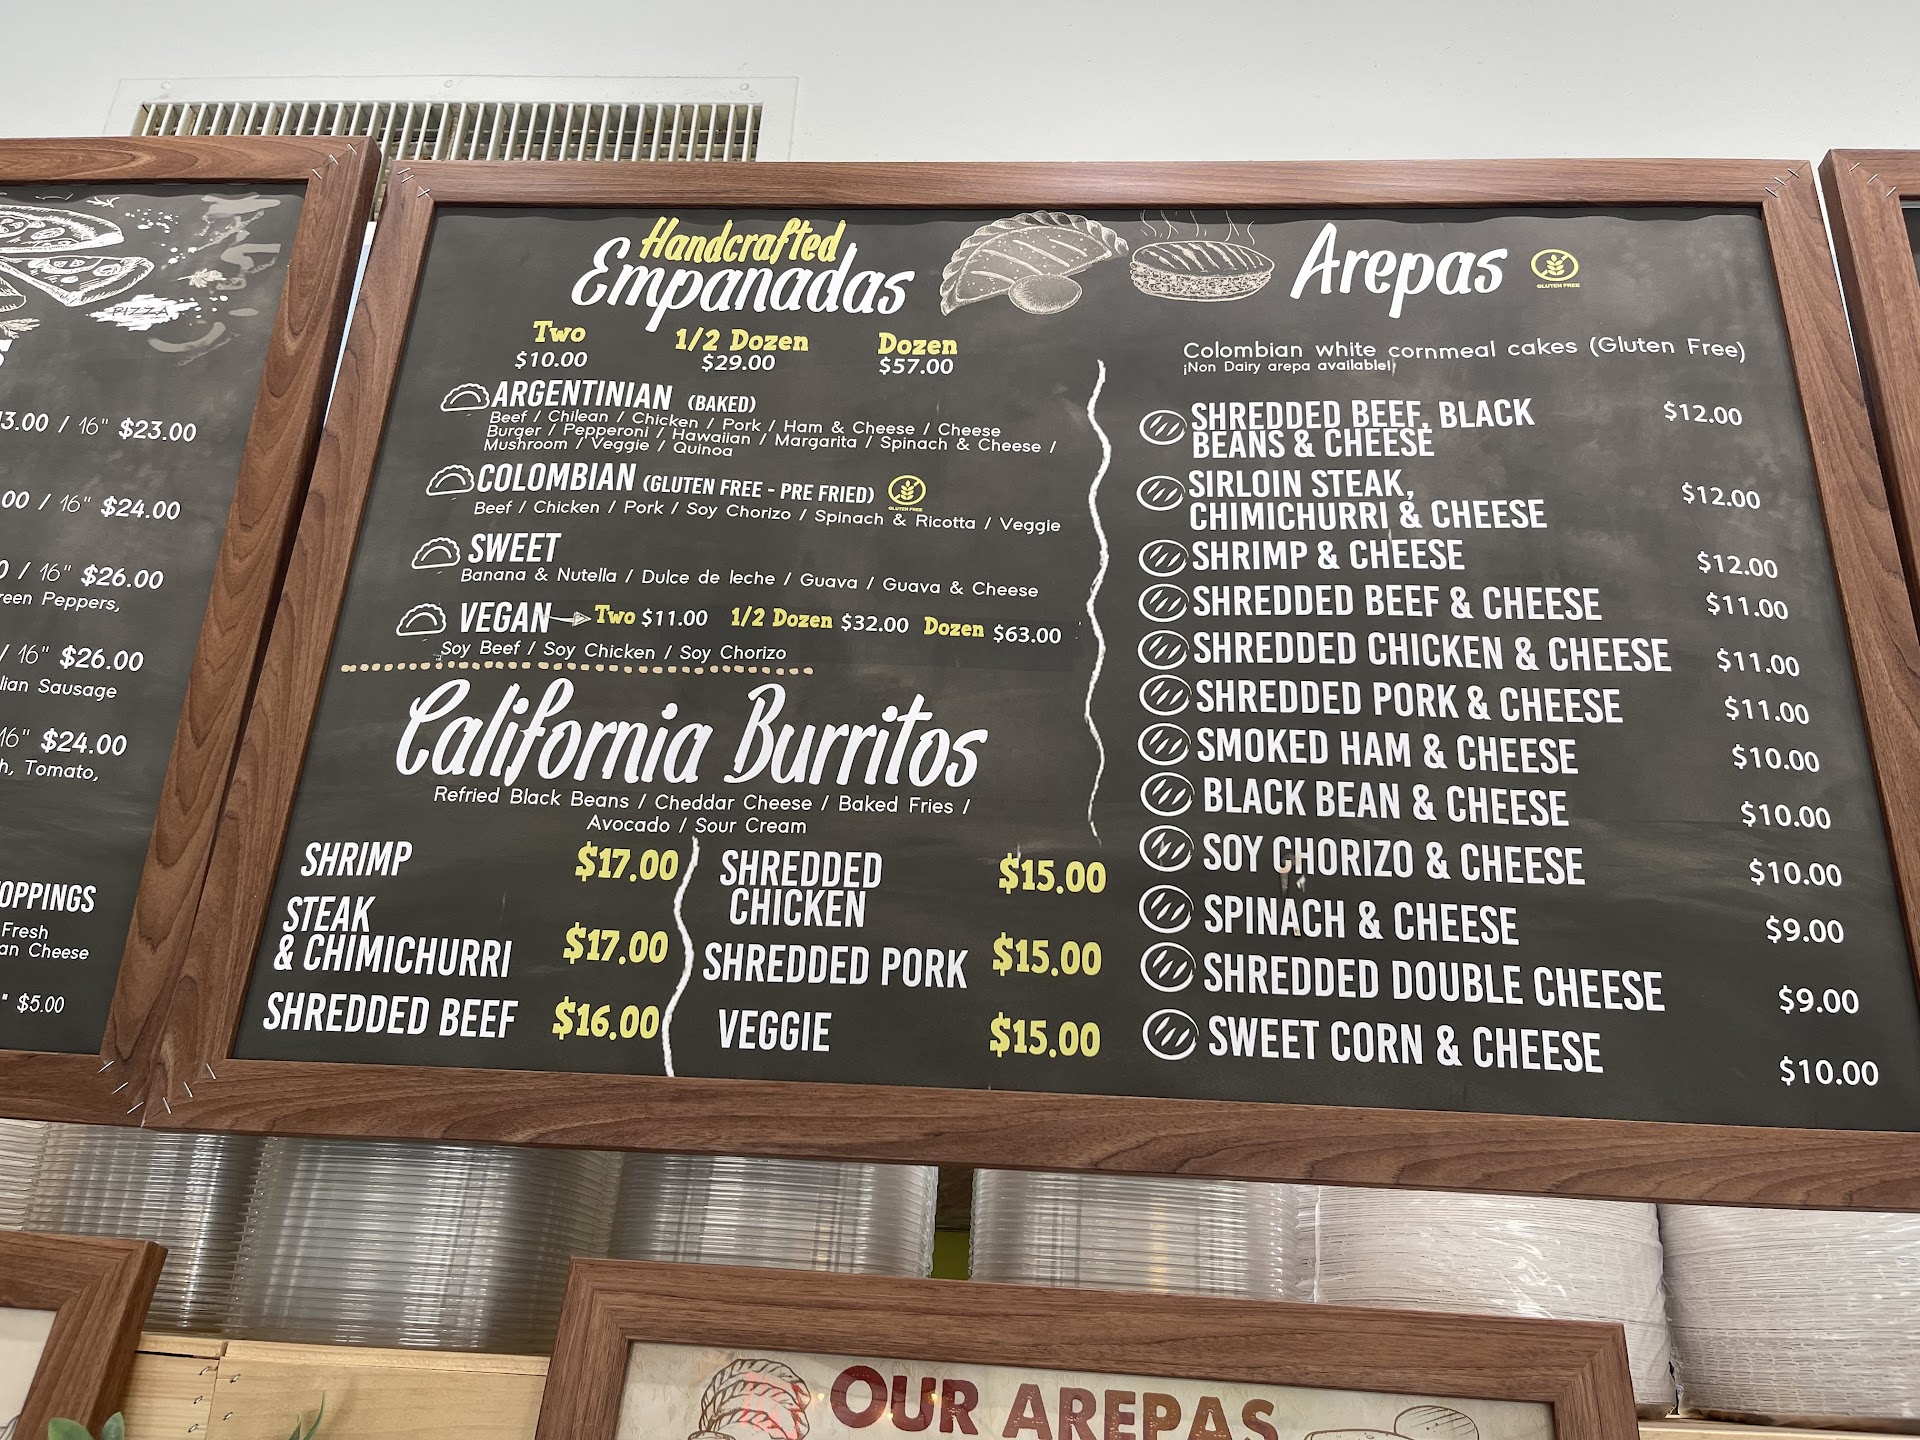 PIZZA
3.00 / 16" $23.00
.00 / 16" $24.00
0 / 16" $26.00
reen Peppers,
/ 16" $26.00
lian Sausage
16" $24.00
h, Tomato,
OPPINGS
Fresh
an Cheese
" $5.00
Handcrafted
Empanadas
Two 1/2 Dozen Dozen
$10.00 $29.00 $57.00
ARGENTINIAN (BAKED)
Beef / Chilean / Chicken / Pork / Ham & Cheese / Cheese
Burger / Pepperoni / Hawaiian / Margarita / Spinach & Cheese /
Mushroom / Veggie / Quinoa
COLOMBIAN (GLUTEN FREE - PRE FRIED)
GLUTEN FREE
Beef / Chicken / Pork / Soy Chorizo / Spinach & Ricotta / Veggie
SWEET
Banana & Nutella / Dulce de leche / Guava / Guava & Cheese
VEGAN Two $11.00 1/2 Dozen $32.00 Dozen $63.00
Soy Beef / Soy Chicken / Soy Chorizo
California Burritos
Refried Black Beans / Cheddar Cheese / Baked Fries /
Avocado / Sour Cream
SHRIMP $17.00
STEAK
& CHIMICHURRI $17.00
SHREDDED BEEF $16.00
SHREDDED
CHICKEN $15.00
SHREDDED PORK $15.00
VEGGIE $15.00
Arepas
GLUTEN FREE
Colombian white cornmeal cakes (Gluten Free)
¡Non Dairy arepa available!
SHREDDED BEEF, BLACK $12.00
BEANS & CHEESE
SIRLOIN STEAK, $12.00
CHIMICHURRI & CHEESE
SHRIMP & CHEESE $12.00
SHREDDED BEEF & CHEESE $11.00
SHREDDED CHICKEN & CHEESE $11.00
SHREDDED PORK & CHEESE $11.00
SMOKED HAM & CHEESE $10.00
BLACK BEAN & CHEESE $10.00
SOY CHORIZO & CHEESE $10.00
SPINACH & CHEESE $9.00
SHREDDED DOUBLE CHEESE $9.00
SWEET CORN & CHEESE $10.00
OUR AREPAS